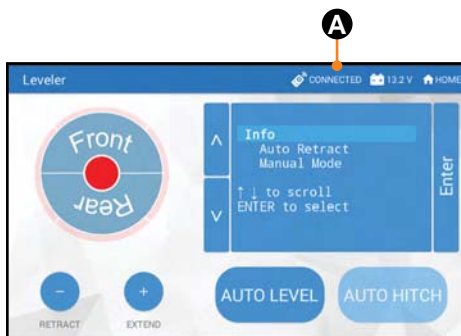 A
Leveler CONNECTED 13.2 V HOME
Front
Rear
Info
Auto Retract
Manual Mode
↑ ↓ to scroll
ENTER to select
Enter
- +
RETRACT EXTEND
AUTO LEVEL AUTO HITCH